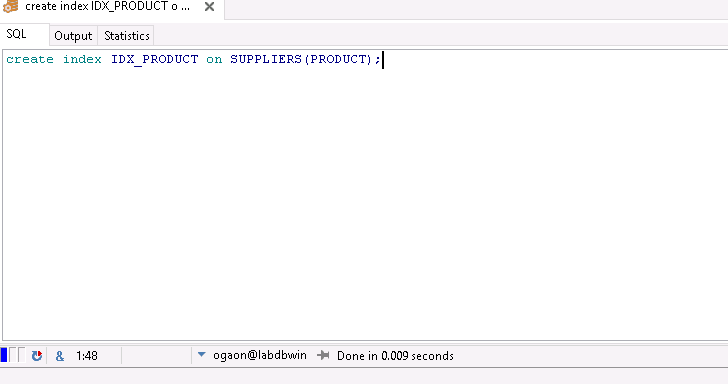 create index IDX_PRODUCT o ...
SQL Output Statistics
create index IDX_PRODUCT on SUPPLIERS(PRODUCT);
& 1:48 ogaon@labdbwin Done in 0.009 seconds